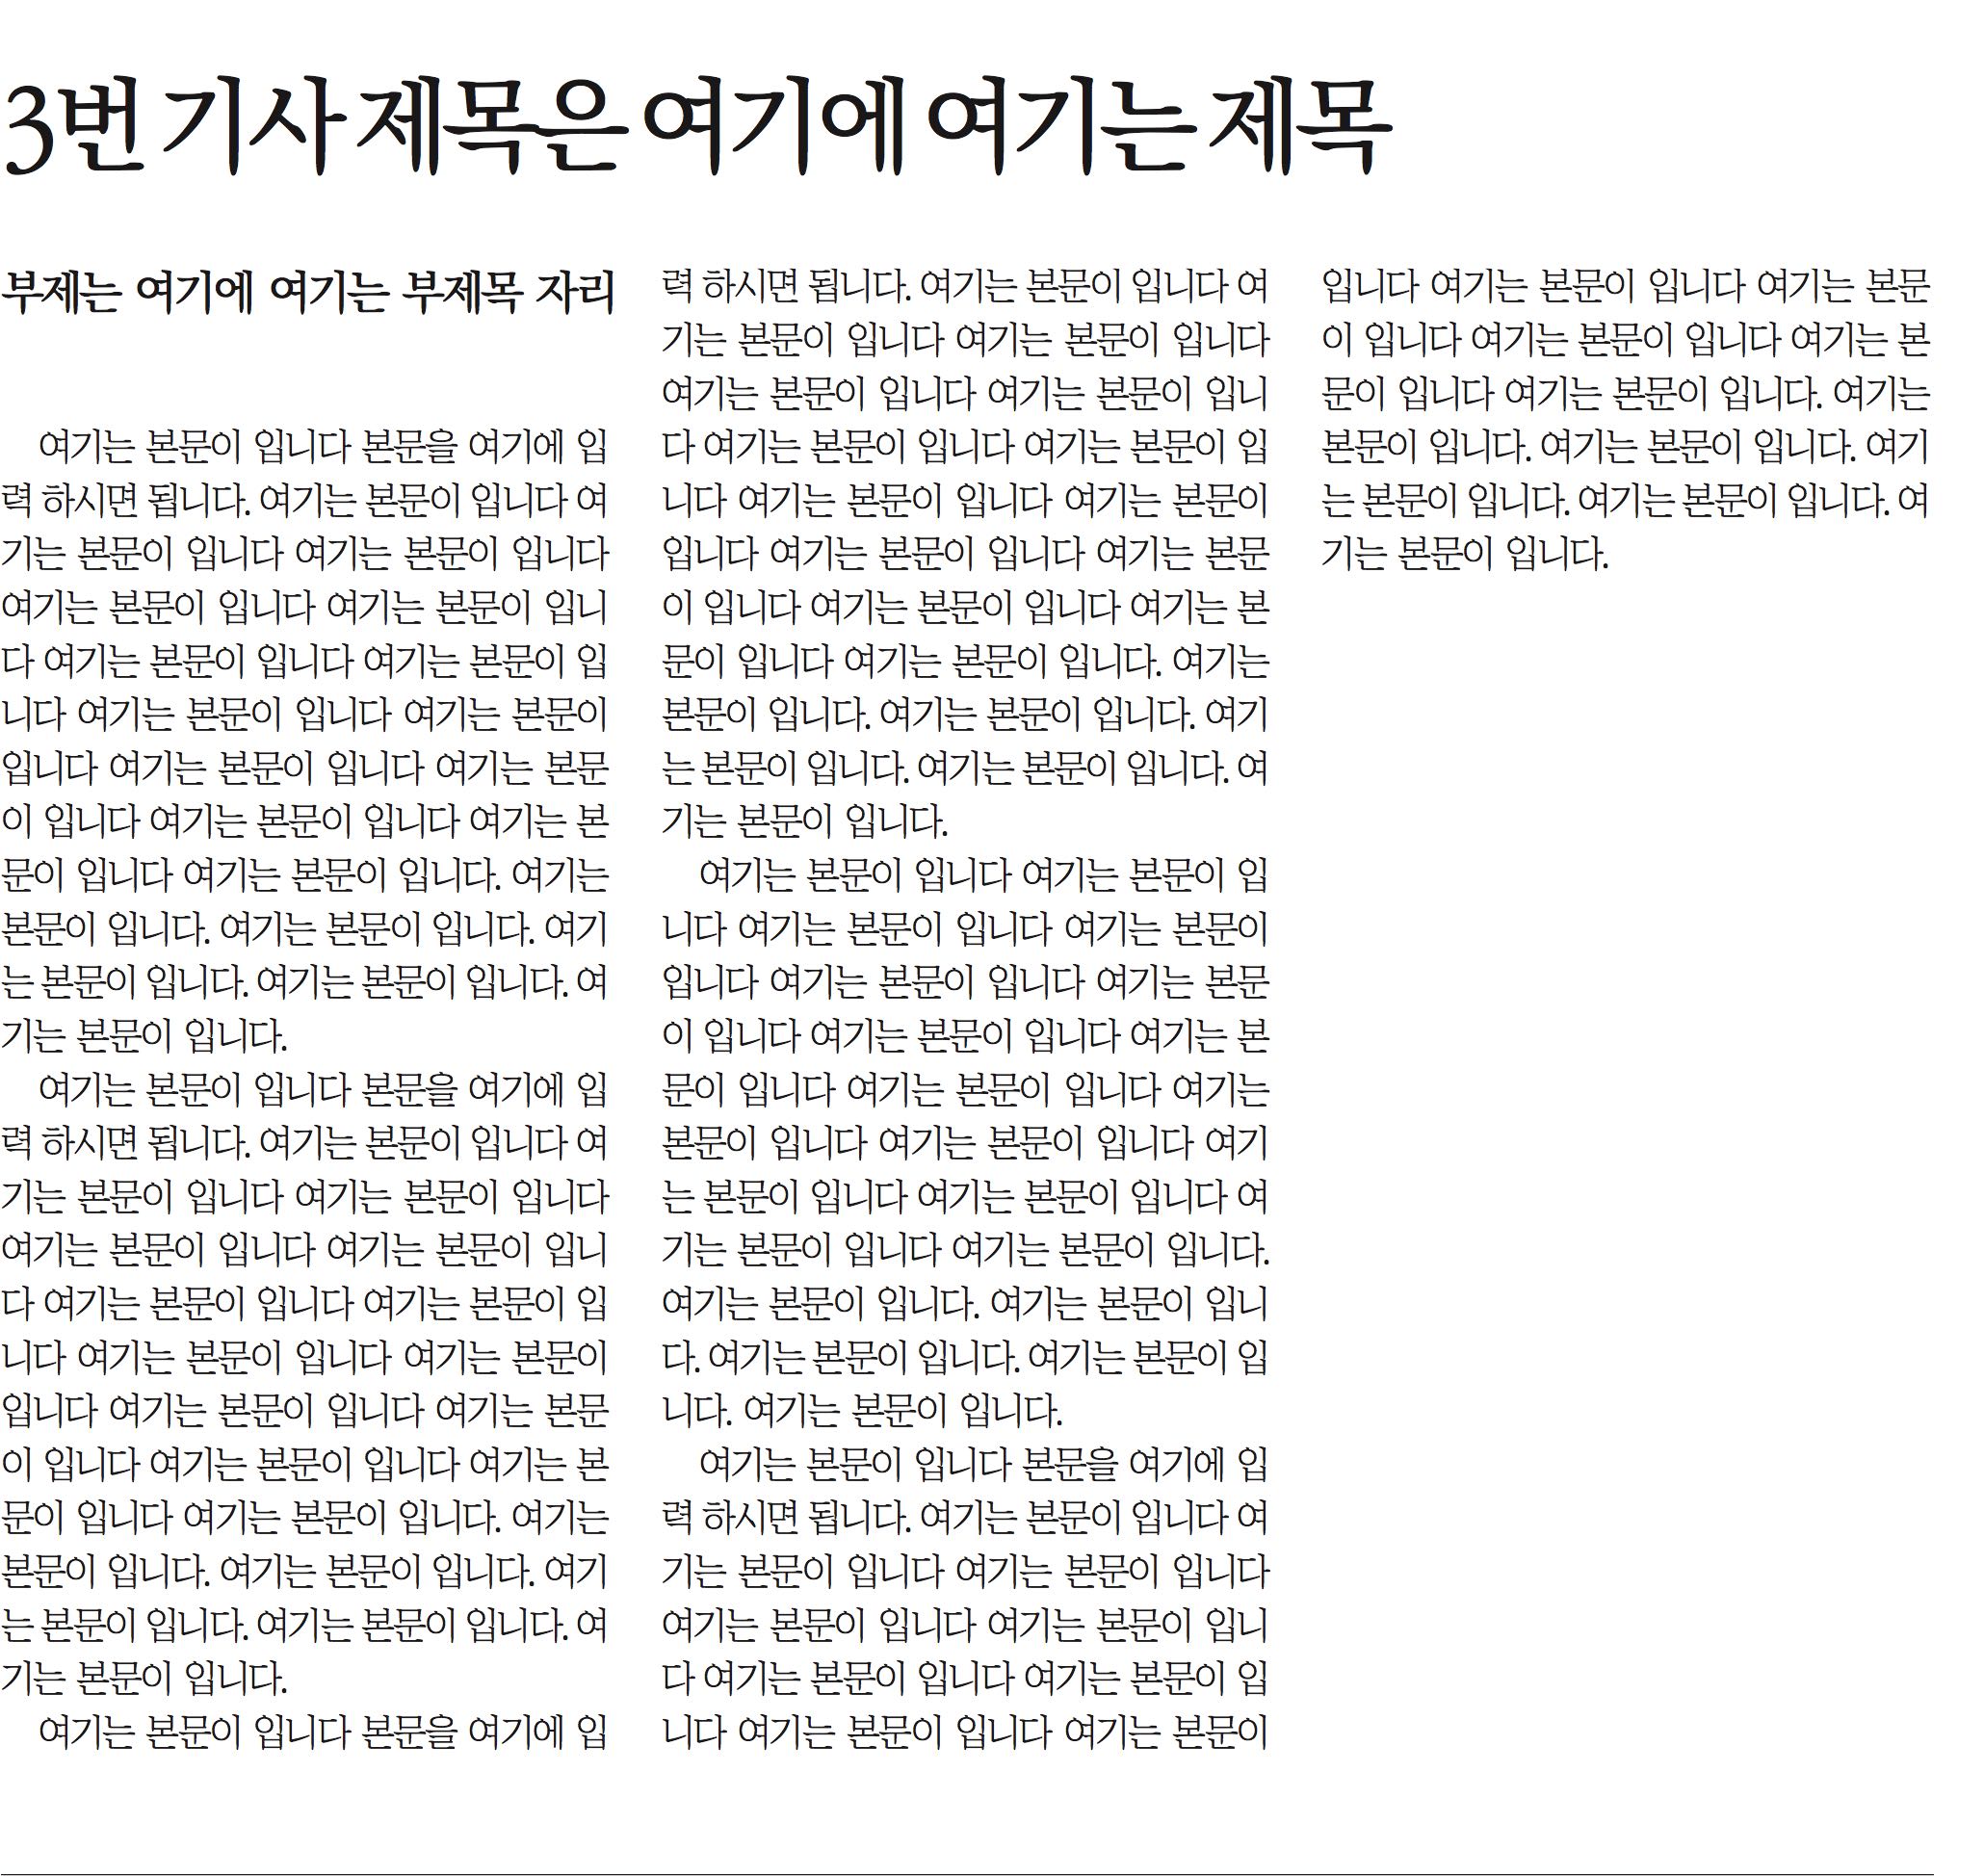 3번 기사 제목은 여기에 여기는 제목
부제는 여기에 여기는 부제목 자리
여기는 본문이 입니다 본문을 여기에 입
력 하시면 됩니다. 여기는 본문이 입니다 여
기는 본문이 입니다 여기는 본문이 입니다
여기는 본문이 입니다 여기는 본문이 입니
다 여기는 본문이 입니다 여기는 본문이 입
니다 여기는 본문이 입니다 여기는 본문이
입니다 여기는 본문이 입니다 여기는 본문
이 입니다 여기는 본문이 입니다 여기는 본
문이 입니다 여기는 본문이 입니다. 여기는
본문이 입니다. 여기는 본문이 입니다. 여기
는 본문이 입니다. 여기는 본문이 입니다. 여
기는 본문이 입니다.
여기는 본문이 입니다 본문을 여기에 입
력 하시면 됩니다. 여기는 본문이 입니다 여
기는 본문이 입니다 여기는 본문이 입니다
여기는 본문이 입니다 여기는 본문이 입니
다 여기는 본문이 입니다 여기는 본문이 입
니다 여기는 본문이 입니다 여기는 본문이
입니다 여기는 본문이 입니다 여기는 본문
이 입니다 여기는 본문이 입니다 여기는 본
문이 입니다 여기는 본문이 입니다. 여기는
본문이 입니다. 여기는 본문이 입니다. 여기
는 본문이 입니다. 여기는 본문이 입니다. 여
기는 본문이 입니다.
여기는 본문이 입니다 본문을 여기에 입
력 하시면 됩니다. 여기는 본문이 입니다 여
기는 본문이 입니다 여기는 본문이 입니다
여기는 본문이 입니다 여기는 본문이 입니
다 여기는 본문이 입니다 여기는 본문이 입
니다 여기는 본문이 입니다 여기는 본문이
입니다 여기는 본문이 입니다 여기는 본문
이 입니다 여기는 본문이 입니다 여기는 본
문이 입니다 여기는 본문이 입니다. 여기는
본문이 입니다. 여기는 본문이 입니다. 여기
는 본문이 입니다. 여기는 본문이 입니다. 여
기는 본문이 입니다.
여기는 본문이 입니다 여기는 본문이 입
니다 여기는 본문이 입니다 여기는 본문이
입니다 여기는 본문이 입니다 여기는 본문
이 입니다 여기는 본문이 입니다 여기는 본
문이 입니다 여기는 본문이 입니다 여기는
본문이 입니다 여기는 본문이 입니다 여기
는 본문이 입니다 여기는 본문이 입니다 여
기는 본문이 입니다 여기는 본문이 입니다.
여기는 본문이 입니다. 여기는 본문이 입니
다. 여기는 본문이 입니다. 여기는 본문이 입
니다. 여기는 본문이 입니다.
여기는 본문이 입니다 본문을 여기에 입
력 하시면 됩니다. 여기는 본문이 입니다 여
기는 본문이 입니다 여기는 본문이 입니다
여기는 본문이 입니다 여기는 본문이 입니
다 여기는 본문이 입니다 여기는 본문이 입
니다 여기는 본문이 입니다 여기는 본문이
입니다 여기는 본문이 입니다 여기는 본문
이 입니다 여기는 본문이 입니다 여기는 본
문이 입니다 여기는 본문이 입니다. 여기는
본문이 입니다. 여기는 본문이 입니다. 여기
는 본문이 입니다. 여기는 본문이 입니다. 여
기는 본문이 입니다.